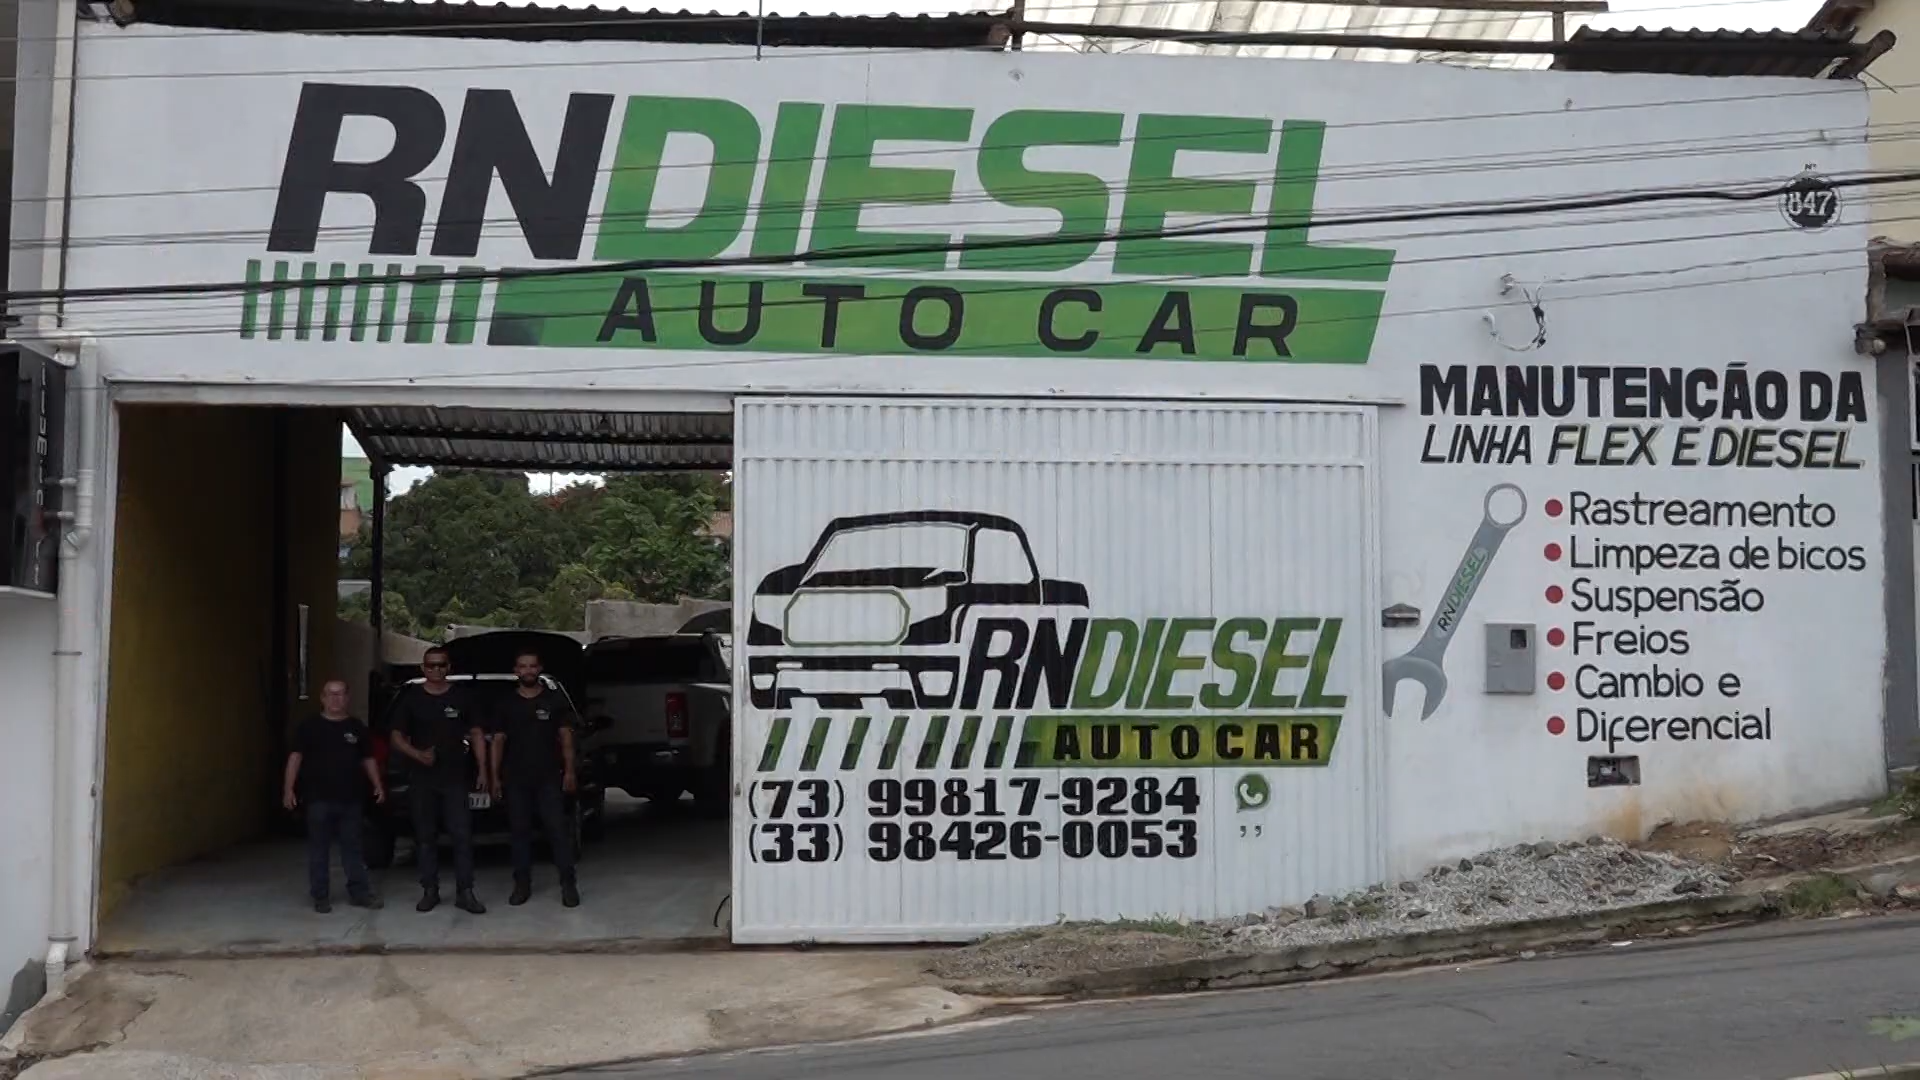 RNDIESEL
AUTO CAR
Nº
847
MANUTENÇÃO DA
LINHA FLEX E DIESEL
Rastreamento
Limpeza de bicos
Suspensão
Freios
Cambio e
Diferencial
RNDIESEL
RNDIESEL
AUTOCAR
(73) 99817-9284
(33) 98426-0053
,,